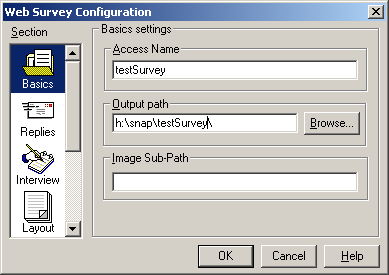 Web Survey Configuration
Section
Basics
Replies
Interview
Layout
Basics settings
Access Name
testSurvey
Output path
h:\snap\testSurvey\
Browse...
Image Sub-Path
OK
Cancel
Help